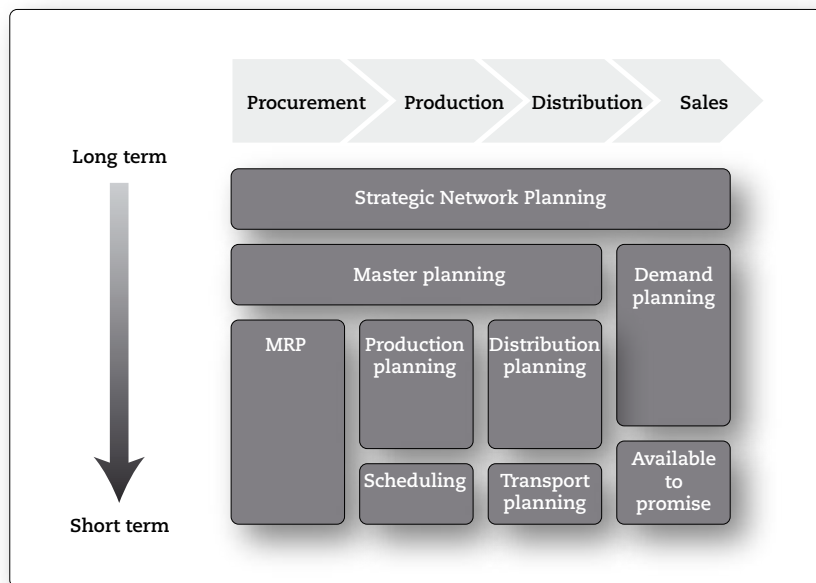 Procurement
Production
Distribution
Sales
Long term
Strategic Network Planning
Master planning
Demand
planning
MRP
Production
planning
Distribution
planning
Scheduling
Transport
planning
Available
to
promise
Short term